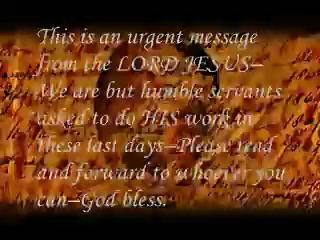 This is an urgent message
from the LORD JESUS—
We are but humble servants
asked to do HIS work in
these last days—Please read
and forward to whoever you
can—God bless.